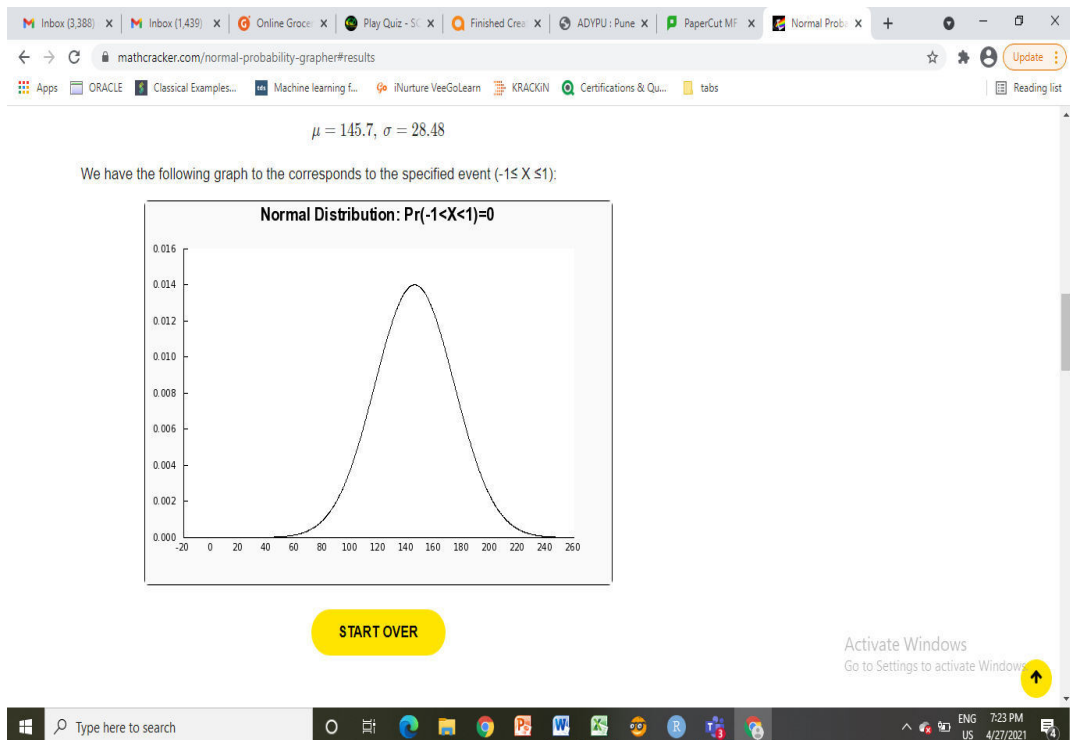 Inbox (3,388) Inbox (1,439) Online Groce Play Quiz - SC Finished Crea ADYPU : Pune PaperCut MF Normal Prob
mathcracker.com/normal-probability-grapher#results Update
Apps ORACLE Classical Examples... tds Machine learning f... Go iNurture VeeGoLearn KRACKiN Certifications & Qu... tabs Reading list
μ = 145.7, σ = 28.48
We have the following graph to the corresponds to the specified event (-1≤ X ≤1):
Normal Distribution: Pr(-1<X<1)=0
0.016
0.014
0.012
0.010
0.008
0.006
0.004
0.002
0.000
-20 0 20 40 60 80 100 120 140 160 180 200 220 240 260
START OVER
Activate Windows
Go to Settings to activate Windows
Type here to search
ENG 7:23 PM
US 4/27/2021